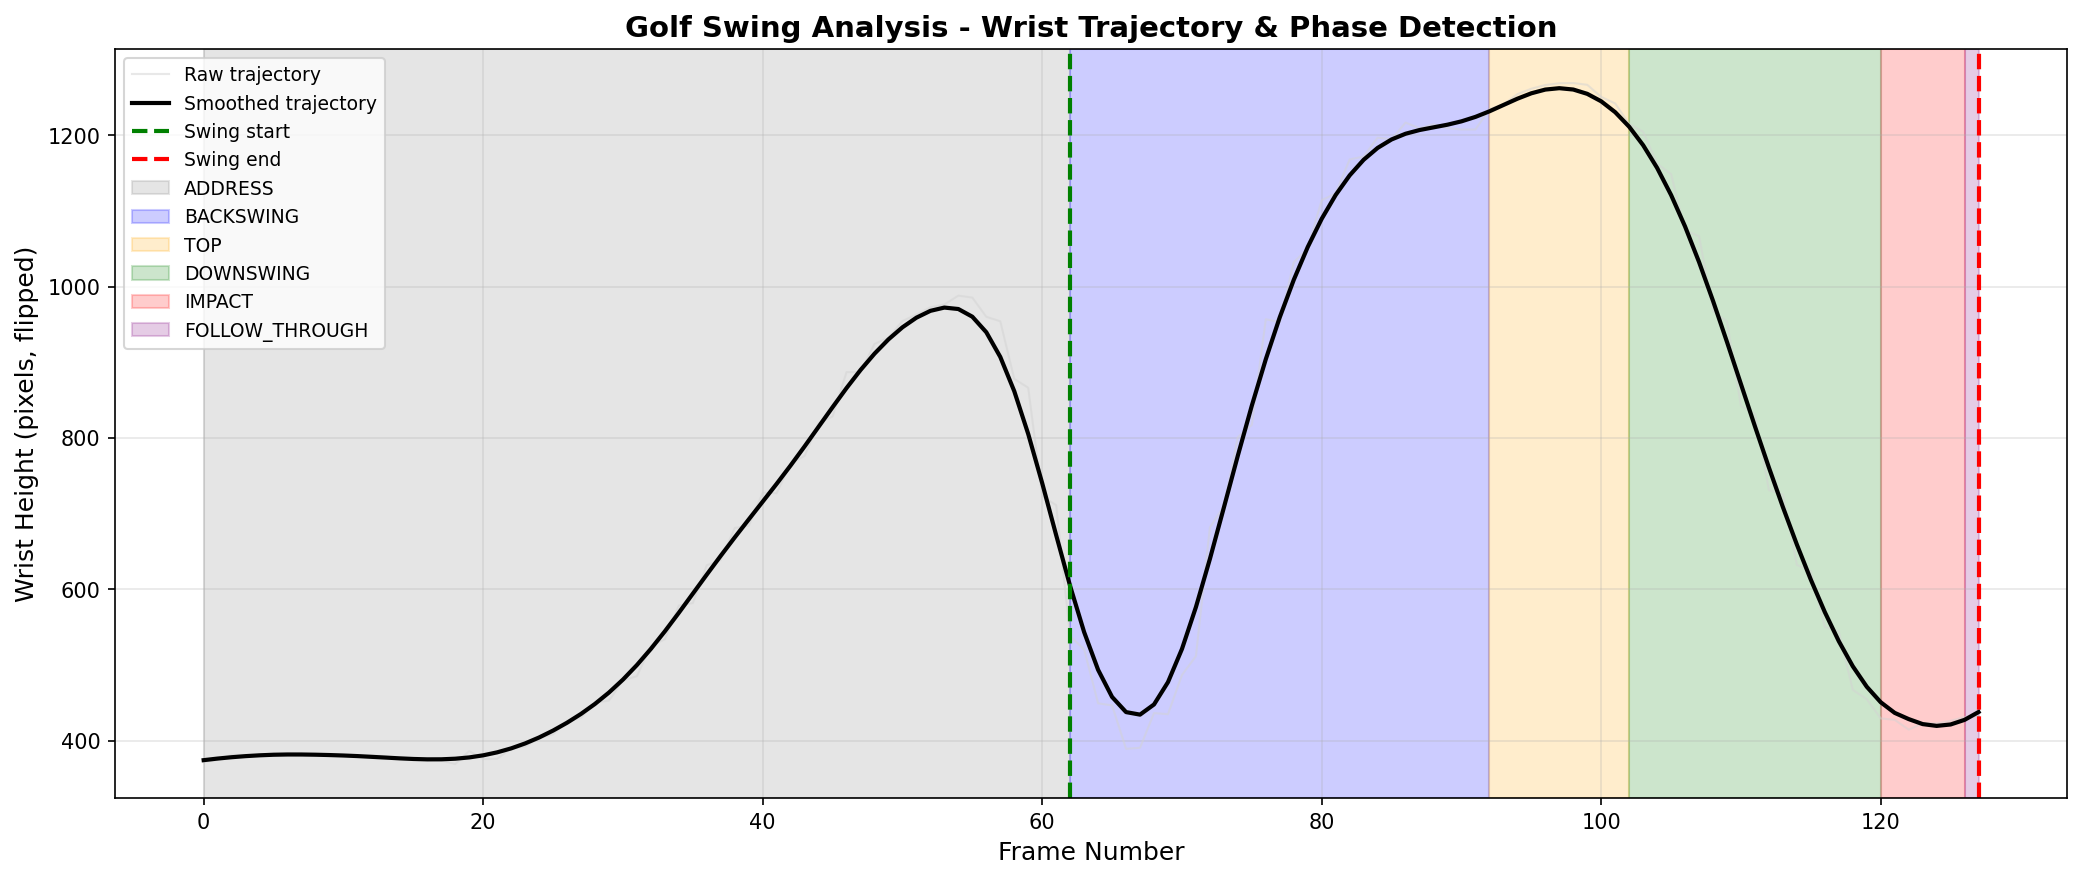 Golf Swing Analysis - Wrist Trajectory & Phase Detection
Raw trajectory
Smoothed trajectory
Swing start
Swing end
ADDRESS
BACKSWING
TOP
DOWNSWING
IMPACT
FOLLOW_THROUGH
Wrist Height (pixels, flipped)
1200
1000
800
600
400
0 20 40 60 80 100 120
Frame Number